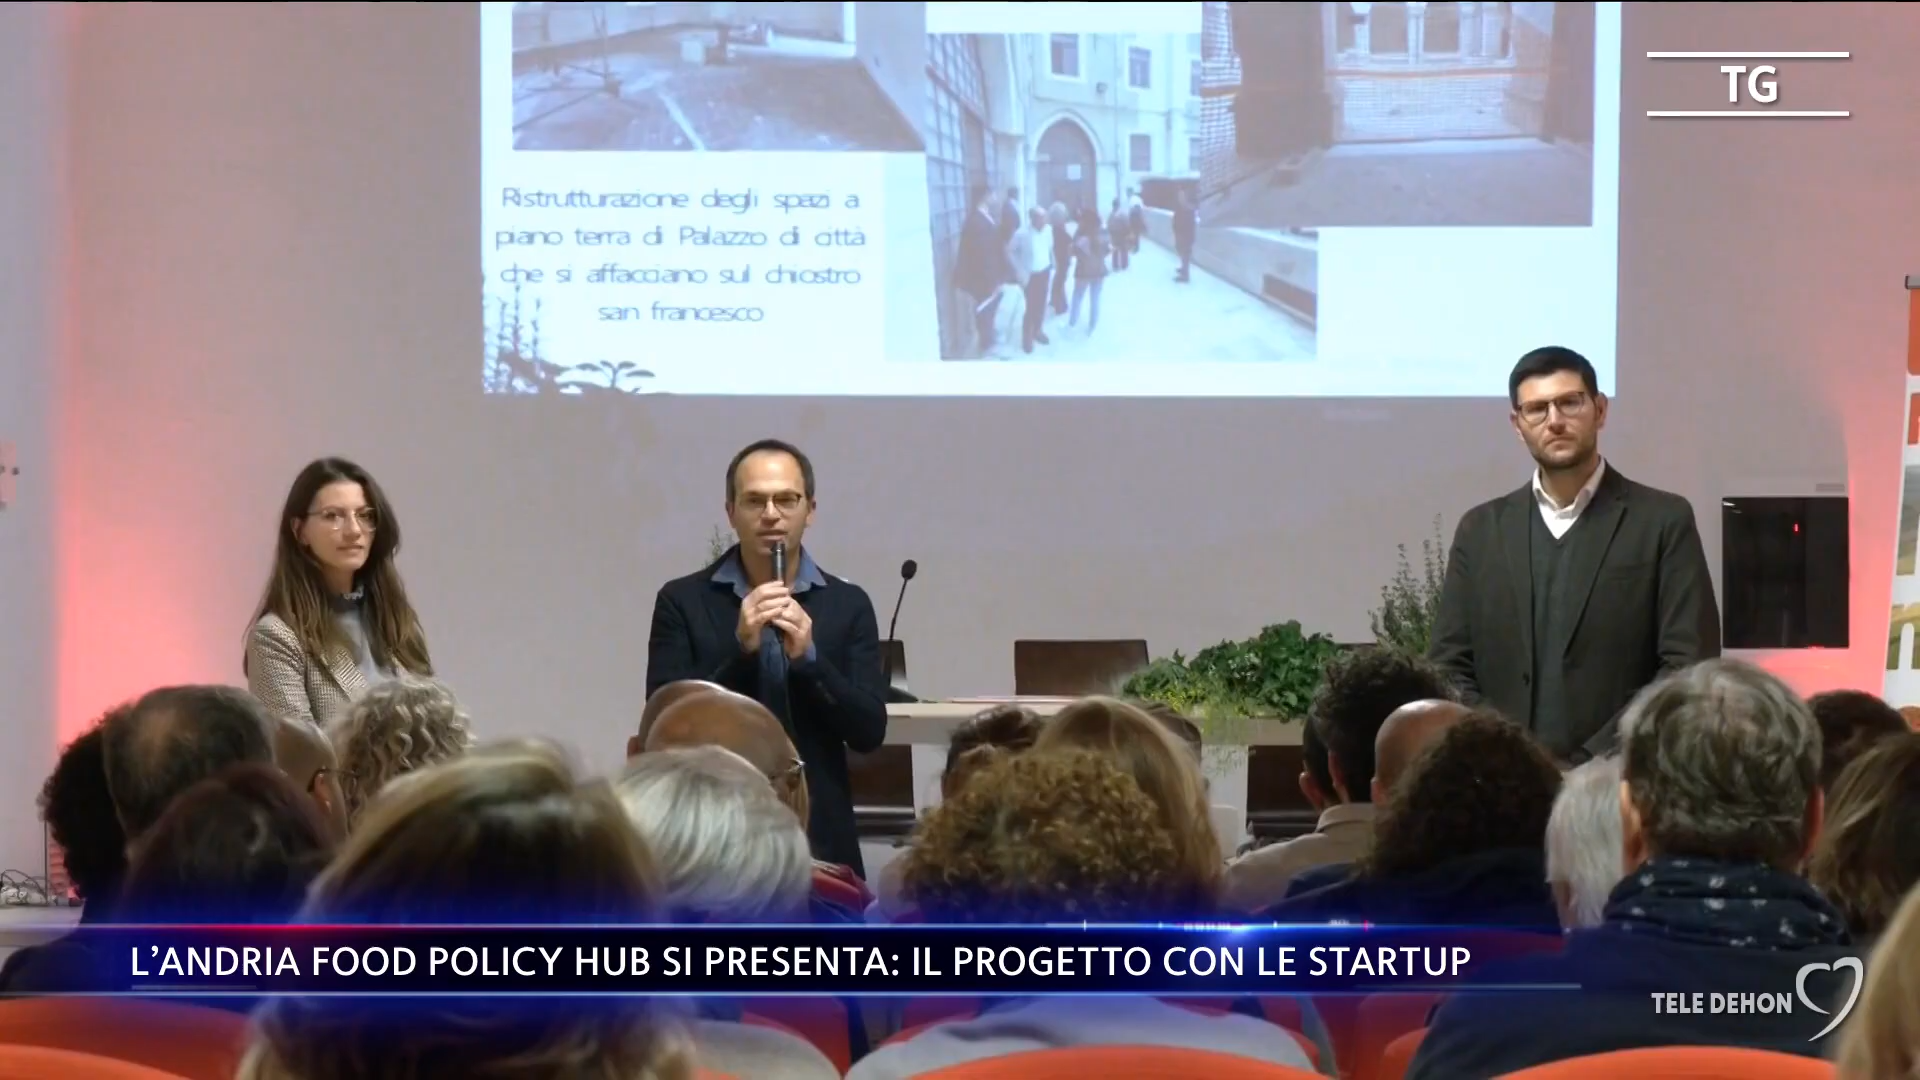 TG
Ristrutturazione degli spazi a
piano terra di Palazzo di città
che si affacciano sul chiostro
san francesco
L'ANDRIA FOOD POLICY HUB SI PRESENTA: IL PROGETTO CON LE STARTUP
TELE DEHON